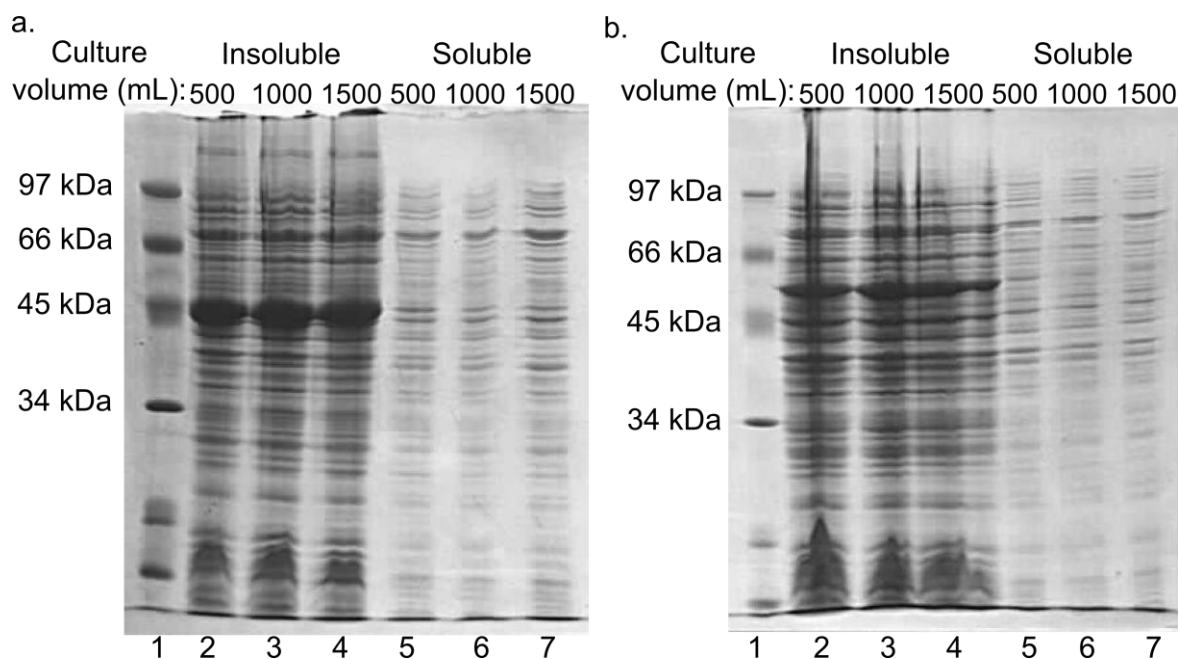 a.
Culture Insoluble Soluble
volume (mL): 500 1000 1500 500 1000 1500
97 kDa
66 kDa
45 kDa
34 kDa
1 2 3 4 5 6 7
b.
Culture Insoluble Soluble
volume (mL): 500 1000 1500 500 1000 1500
97 kDa
66 kDa
45 kDa
34 kDa
1 2 3 4 5 6 7